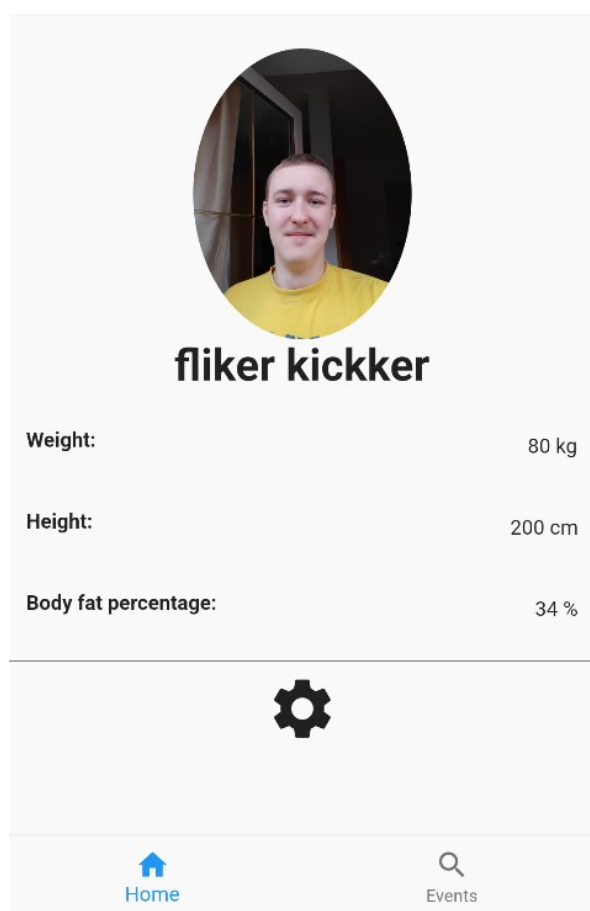 fliker kickker
Weight: 80 kg
Height: 200 cm
Body fat percentage: 34 %
Home Events